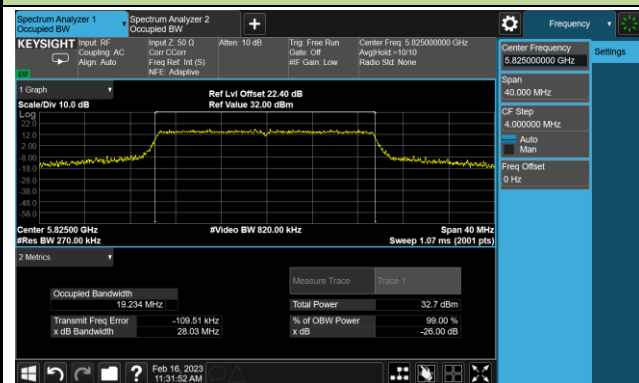 Spectrum Analyzer 1
Occupied BW
Spectrum Analyzer 2
Occupied BW
+
Frequency
KEYSIGHT
Input: RF
Coupling: AC
Align: Auto
Input Z: 50 Ω
Corr CCorr
Freq Ref: Int (S)
NFE: Adaptive
Atten: 10 dB
Trig: Free Run
Gate: Off
#IF Gain: Low
Center Freq: 5.825000000 GHz
Avg|Hold:>10/10
Radio Std: None
Center Frequency
5.825000000 GHz
Settings
Span
40.000 MHz
CF Step
4.000000 MHz
Auto
Man
Freq Offset
0 Hz
1 Graph
Scale/Div 10.0 dB
Ref Lvl Offset 22.40 dB
Ref Value 32.00 dBm
Log
22.0
12.0
2.00
-8.00
-18.0
-28.0
-38.0
-48.0
-58.0
Center 5.82500 GHz
#Res BW 270.00 kHz
#Video BW 820.00 kHz
Span 40 MHz
Sweep 1.07 ms (2001 pts)
2 Metrics
Measure Trace
Trace 1
Occupied Bandwidth
19.234 MHz
Total Power
32.7 dBm
Transmit Freq Error
-109.51 kHz
% of OBW Power
99.00 %
x dB Bandwidth
28.03 MHz
x dB
-26.00 dB
?
Feb 16, 2023
11:31:52 AM